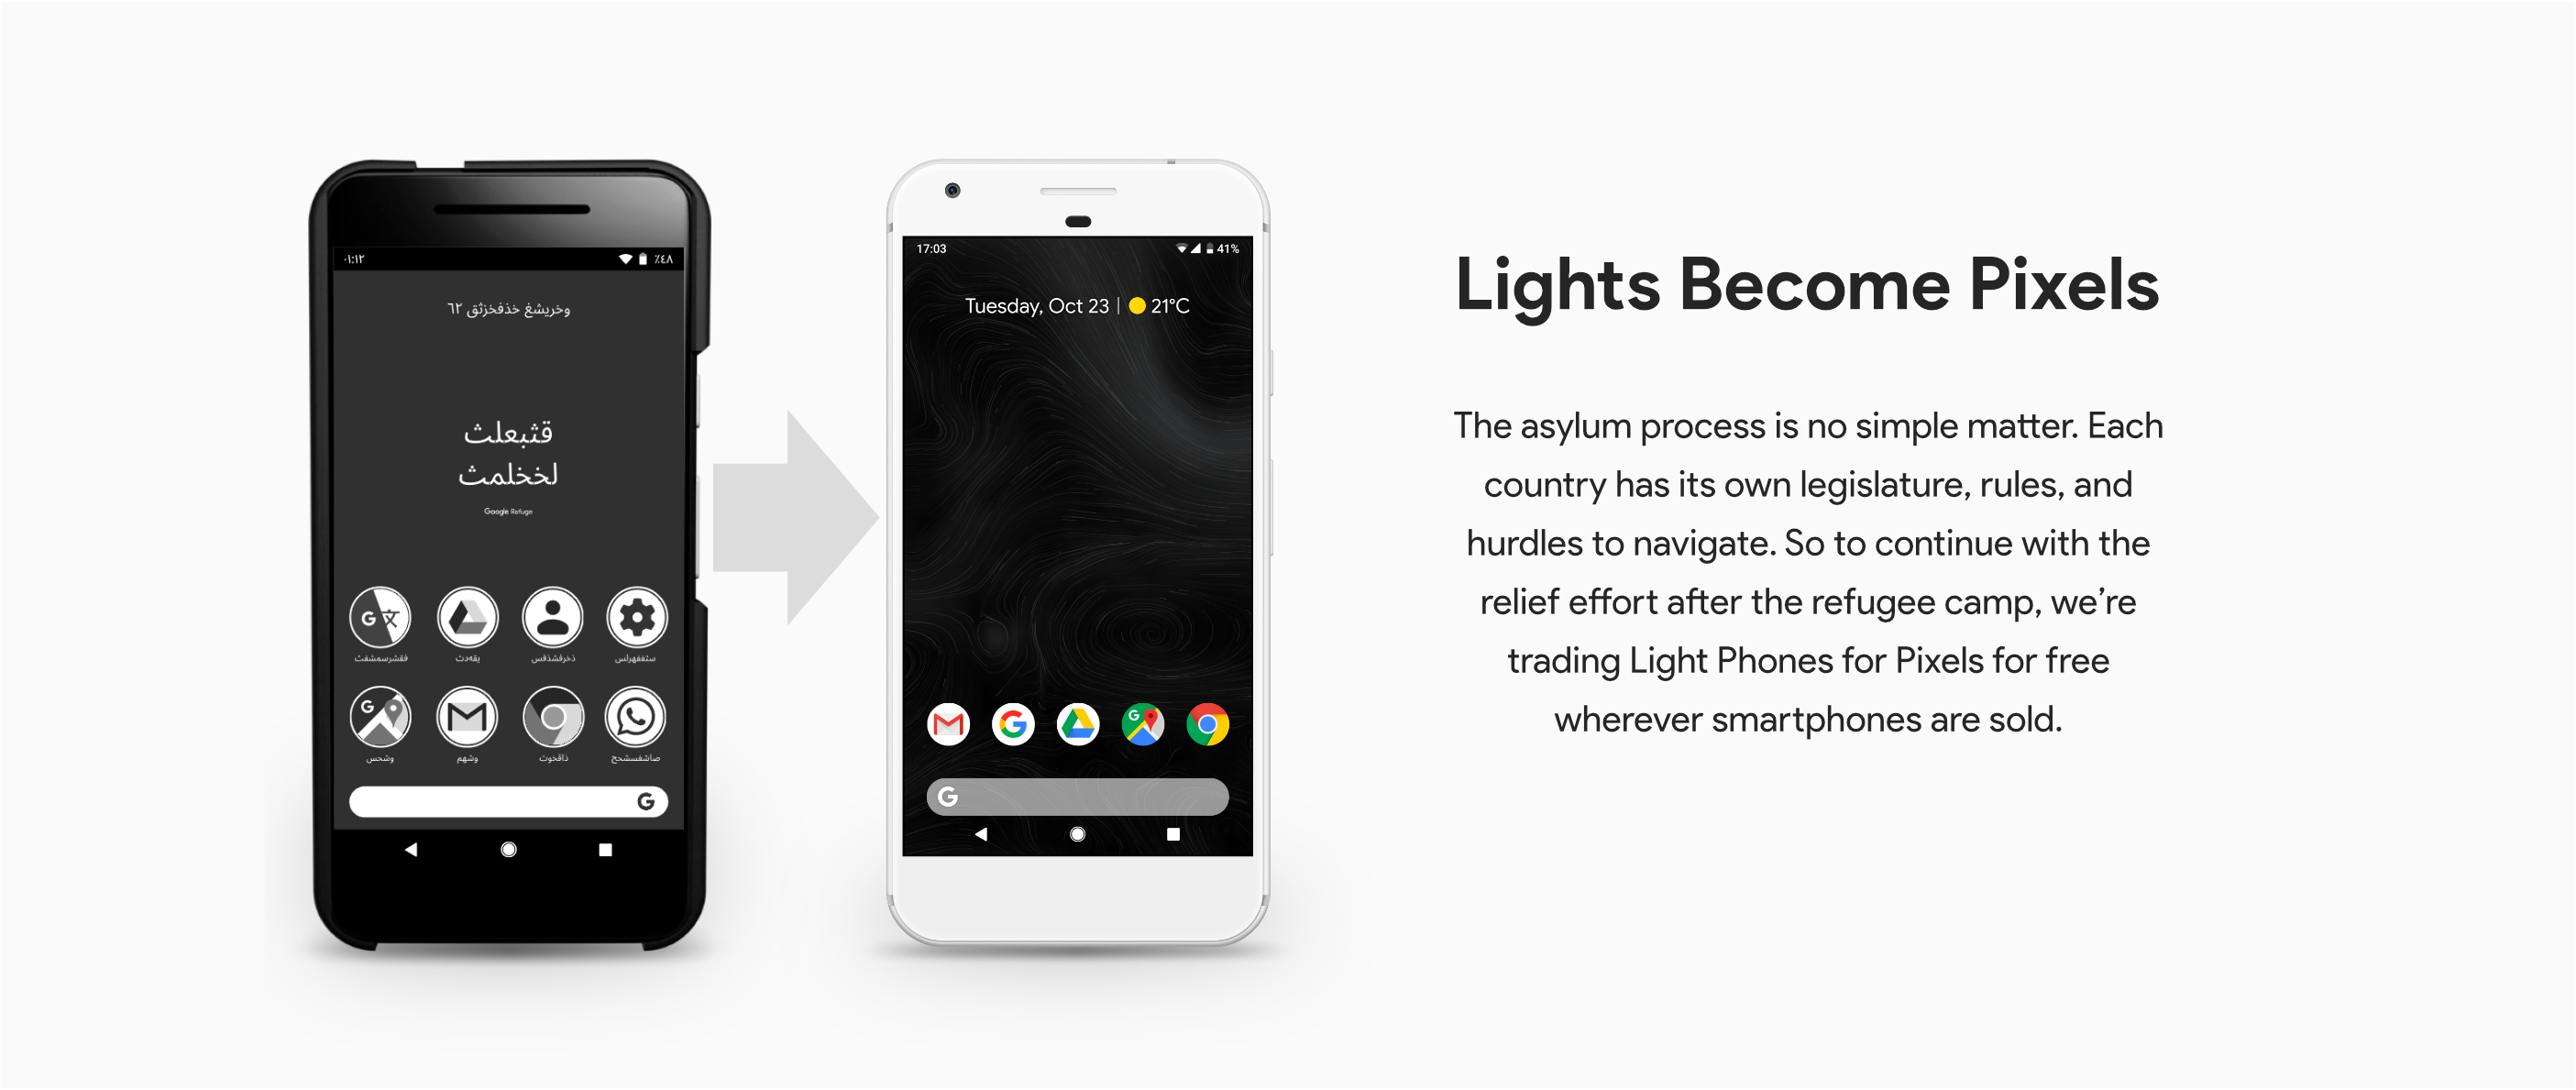 ٠١:١٢
٪٤٨
وخريشغ خذفخزثق ٦٢
قثبعلث
لخخلمث
Google Refuge
فقشرسمشفث
يقهدث
ذخرفشذفس
سثففهرلس
وشحس
وشهم
ذاقخوث
صاشفسشحح
17:03
41%
Tuesday, Oct 23 | 21°C
Lights Become Pixels
The asylum process is no simple matter. Each
country has its own legislature, rules, and
hurdles to navigate. So to continue with the
relief effort after the refugee camp, we’re
trading Light Phones for Pixels for free
wherever smartphones are sold.